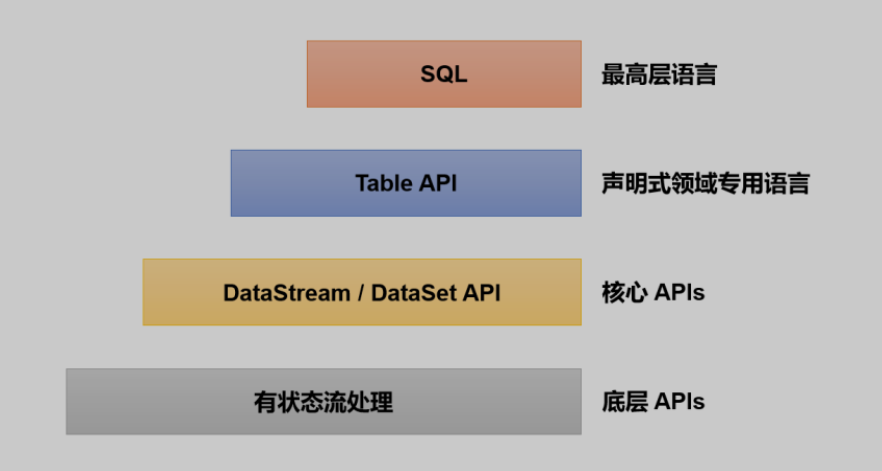 SQL
最高层语言
Table API
声明式领域专用语言
DataStream / DataSet API
核心 APIs
有状态流处理
底层 APIs